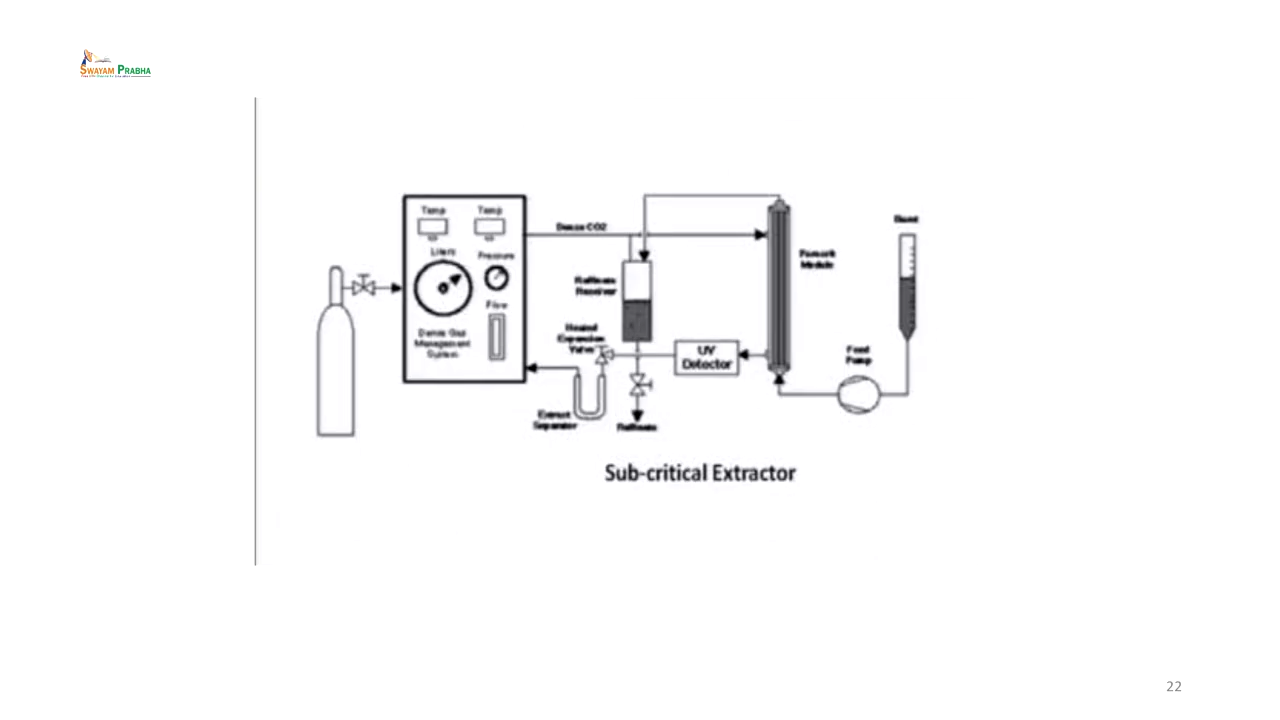 SWAYAM PRABHA
Temp Temp
Liters
Pressure
Flow
Dense Gas
Management
System
Dense CO2
Raffinate
Receiver
Heated
Expansion
Valve
UV
Detector
Extract
Separator
Raffinate
Module
Buret
Feed
Pump
Sub-critical Extractor
22